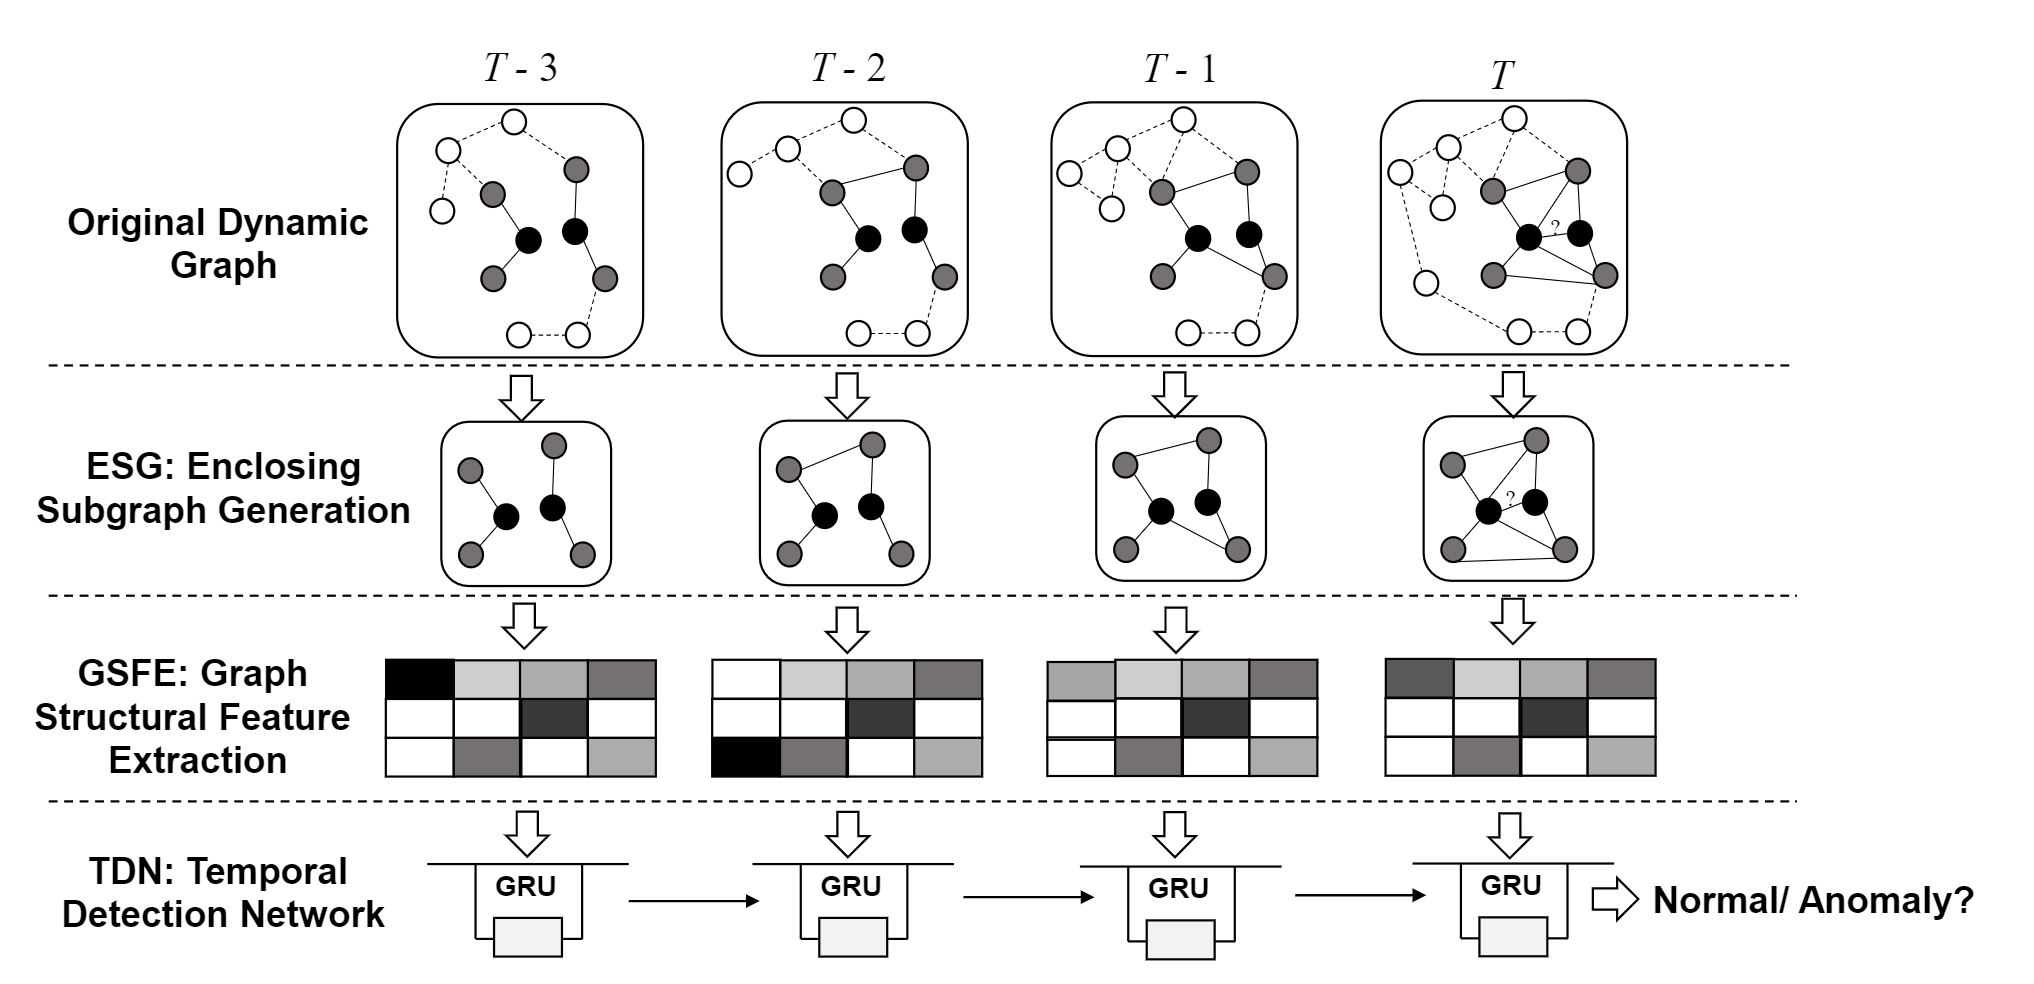 T - 3
T - 2
T - 1
T
Original Dynamic
Graph
?
ESG: Enclosing
Subgraph Generation
?
GSFE: Graph
Structural Feature
Extraction
TDN: Temporal
Detection Network
GRU
GRU
GRU
GRU
Normal/ Anomaly?